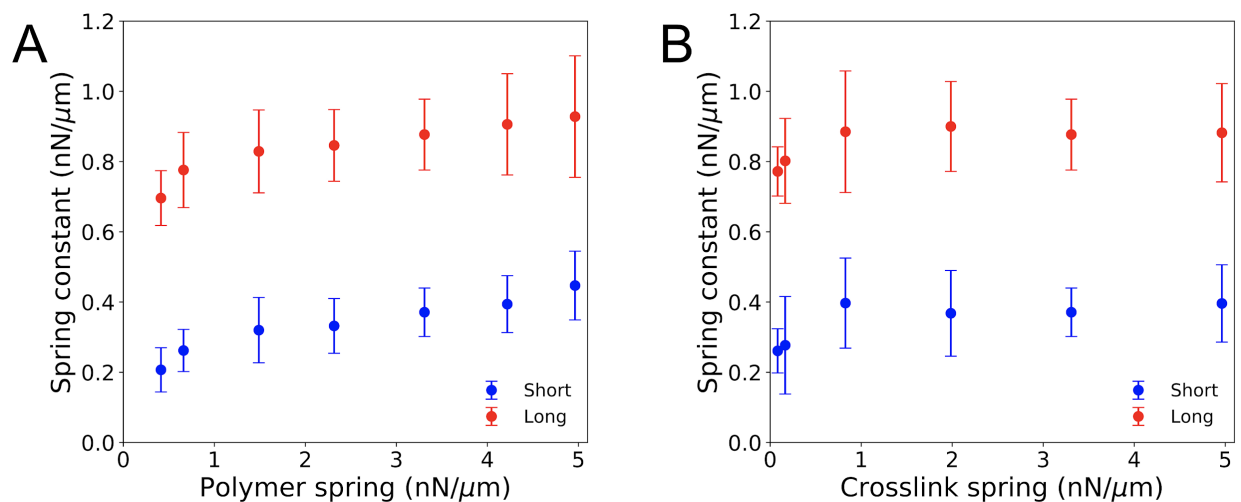 A
Spring constant (nN/μm)
1.2
1.0
0.8
0.6
0.4
0.2
0.0
0 1 2 3 4 5
Polymer spring (nN/μm)
Short
Long
B
Spring constant (nN/μm)
1.2
1.0
0.8
0.6
0.4
0.2
0.0
0 1 2 3 4 5
Crosslink spring (nN/μm)
Short
Long